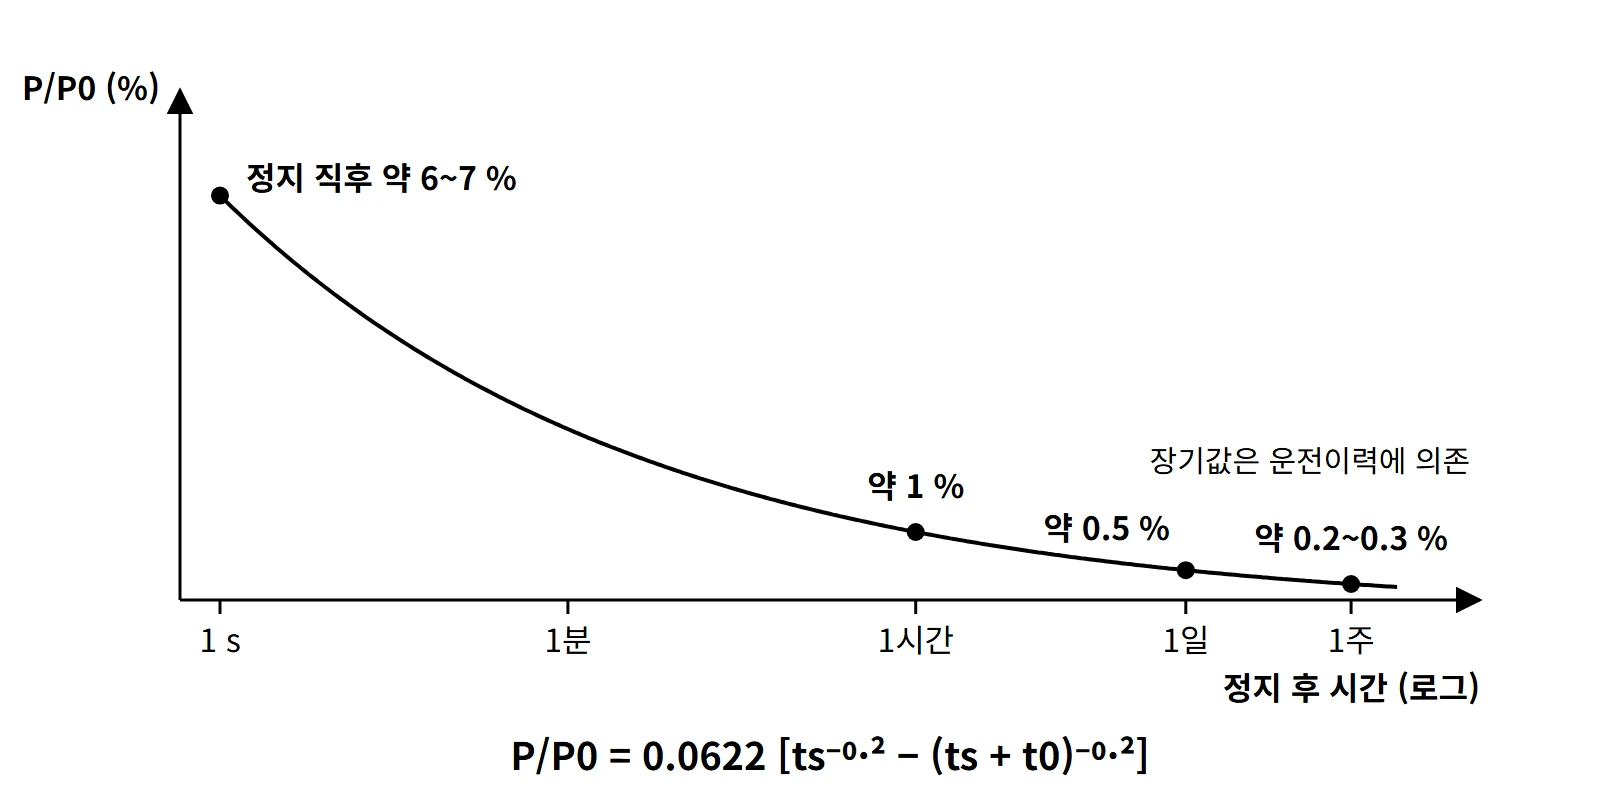 P/P0 (%)
정지 직후 약 6~7 %
장기값은 운전이력에 의존
약 1 %
약 0.5 %
약 0.2~0.3 %
1 s
1분
1시간
1일
1주
정지 후 시간 (로그)
P/P0 = 0.0622 [ts⁻⁰·² − (ts + t0)⁻⁰·²]